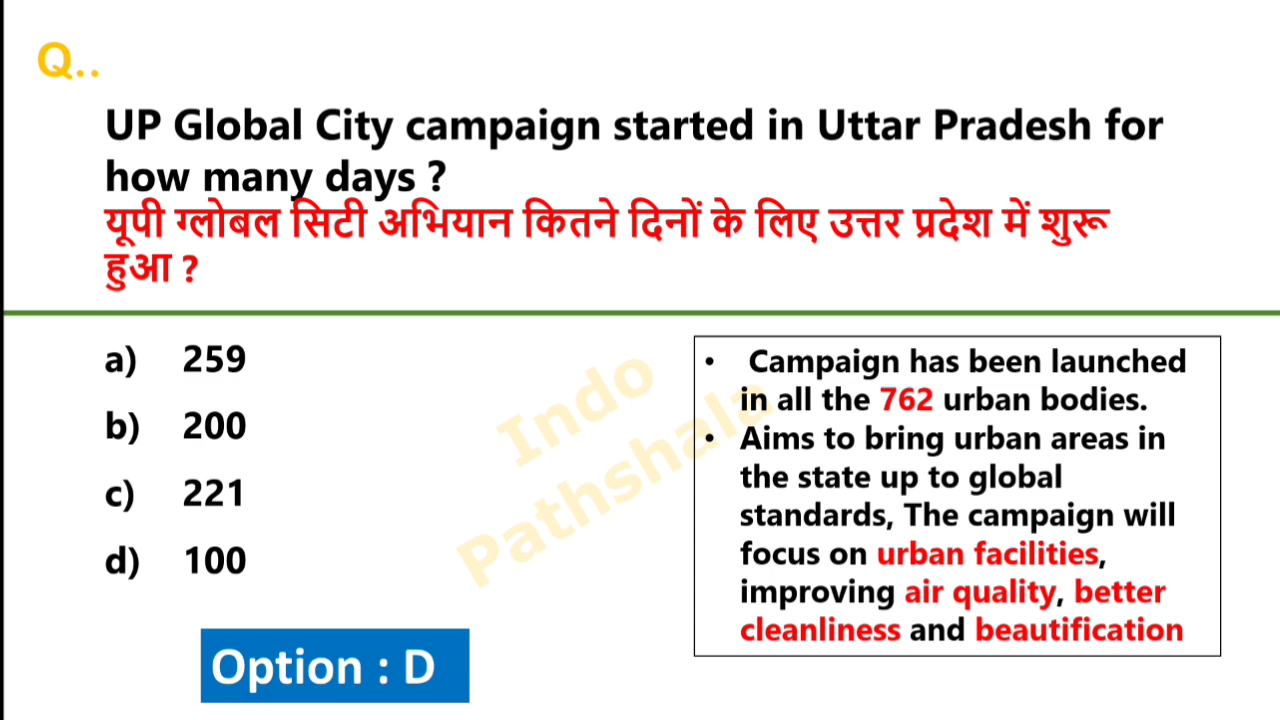 Q..
UP Global City campaign started in Uttar Pradesh for
how many days ?
यूपी ग्लोबल सिटी अभियान कितने दिनों के लिए उत्तर प्रदेश में शुरू
हुआ ?
a) 259
b) 200
c) 221
d) 100
Option : D
• Campaign has been launched
in all the 762 urban bodies.
• Aims to bring urban areas in
the state up to global
standards, The campaign will
focus on urban facilities,
improving air quality, better
cleanliness and beautification
Indo
Pathshala